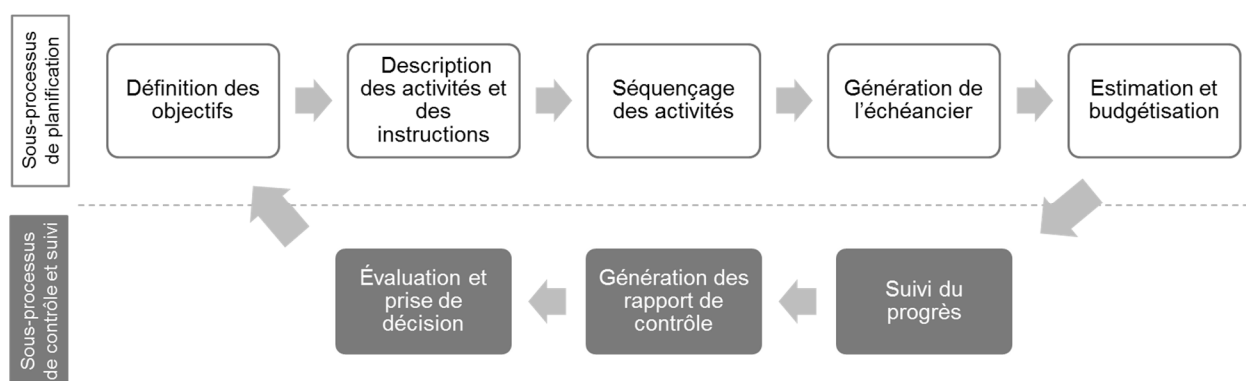 Sous-processus
de planification
Définition des
objectifs
Description
des activités et
des
instructions
Séquençage
des activités
Génération de
l'échéancier
Estimation et
budgétisation
Sous-processus
de contrôle et suivi
Évaluation et
prise de
décision
Génération des
rapport de
contrôle
Suivi du
progrès